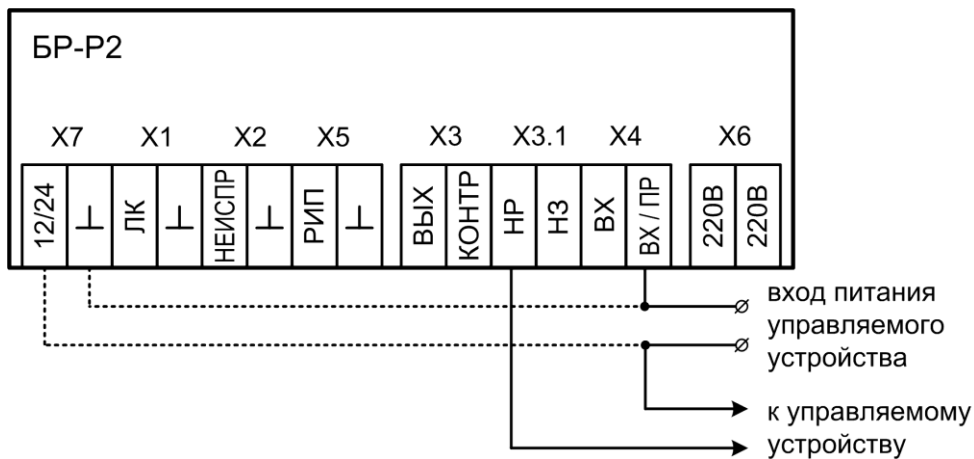 БР-Р2
X7 X1 X2 X5 X3 X3.1 X4 X6
12/24 ⊥ ЛК ⊥ НЕИСПР ⊥ РИП ⊥ ВЫХ КОНТР НР НЗ ВХ ВХ / ПР 220В 220В
вход питания
управляемого
устройства
к управляемому
устройству